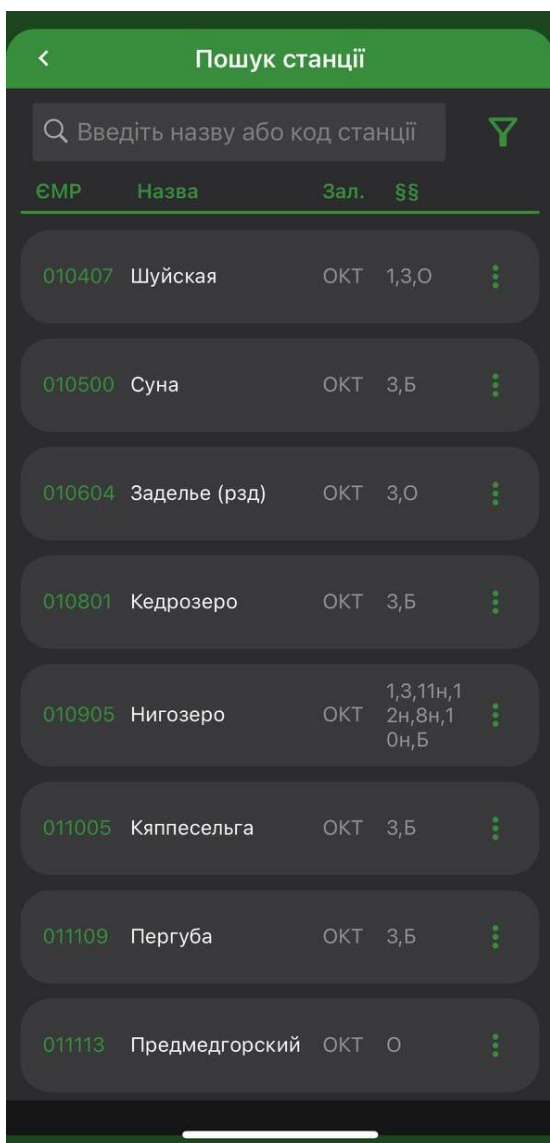 Пошук станції
Введіть назву або код станції
ЄМР Назва Зал. §§
010407 Шуйская ОКТ 1,3,О
010500 Суна ОКТ 3,Б
010604 Заделье (рзд) ОКТ 3,О
010801 Кедрозеро ОКТ 3,Б
1,3,11н,1
010905 Нигозеро ОКТ 2н,8н,1
0н,Б
011005 Кяппесельга ОКТ 3,Б
011109 Пергуба ОКТ 3,Б
011113 Предмедгорский ОКТ О